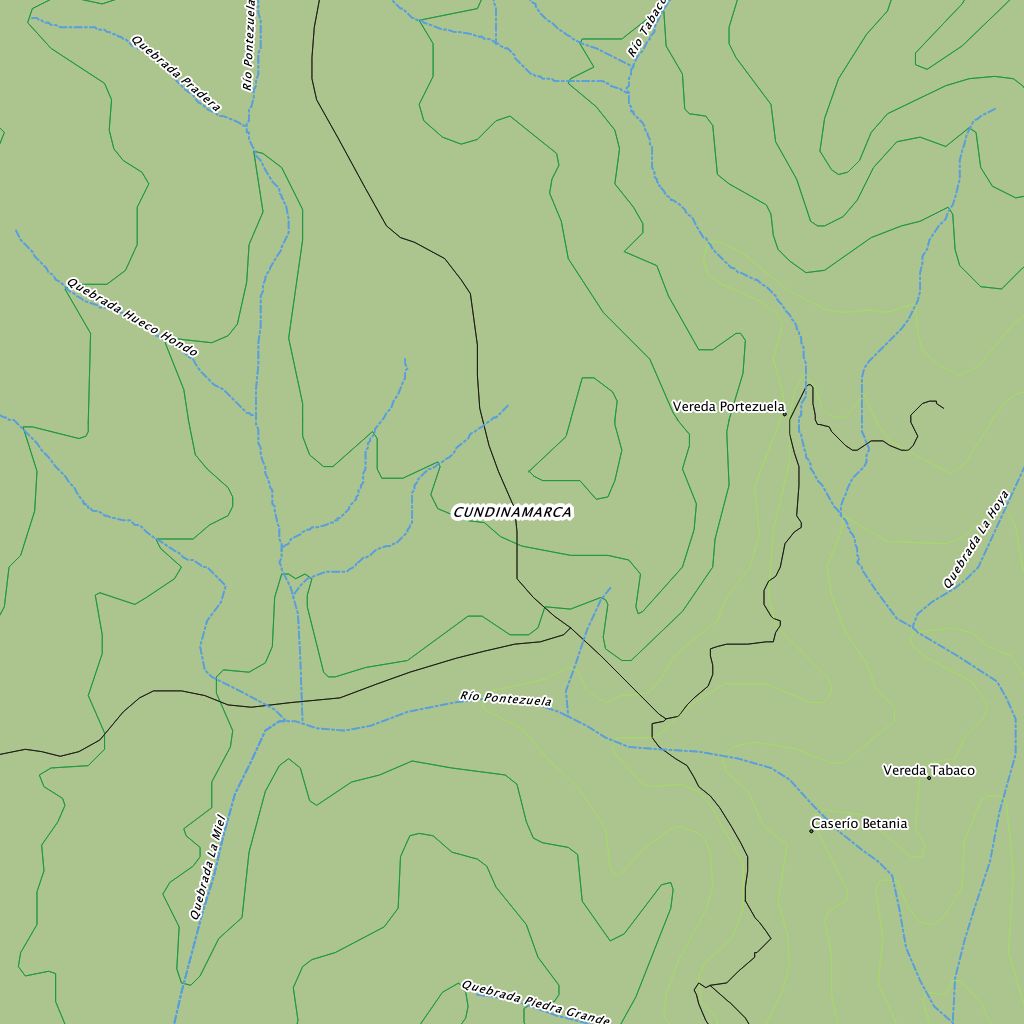 Río Pontezuela
Río Tabaco
Quebrada Pradera
Quebrada Hueco Hondo
Vereda Portezuela
CUNDINAMARCA
Quebrada La Hoya
Río Pontezuela
Vereda Tabaco
Caserío Betania
Quebrada La Miel
Quebrada Piedra Grande